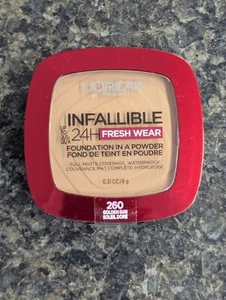 L'ORÉAL
INFALLIBLE
24H FRESH WEAR
FOUNDATION IN A POWDER
FOND DE TEINT EN POUDRE
FULL MATTE COVERAGE, WATERPROOF
COUVRANCE MAT COMPLÈTE, HYDROFUGE
0.31 OZ/9 g
260
GOLDEN SUN
SOLEIL DORÉ